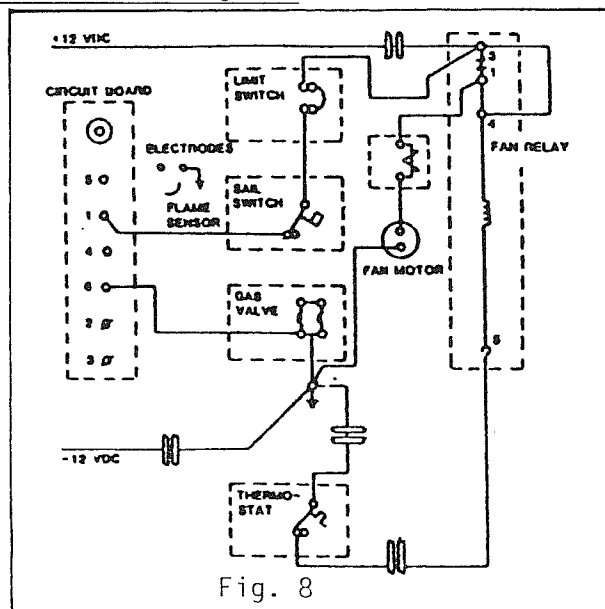 +12 VDC
CIRCUIT BOARD
LIMIT
SWITCH
3
1
4
FAN RELAY
ELECTRODES
FLAME
SENSOR
SAIL
SWITCH
5
1
4
6
2
3
FAN MOTOR
GAS
VALVE
5
-12 VDC
THERMO-
STAT
Fig. 8